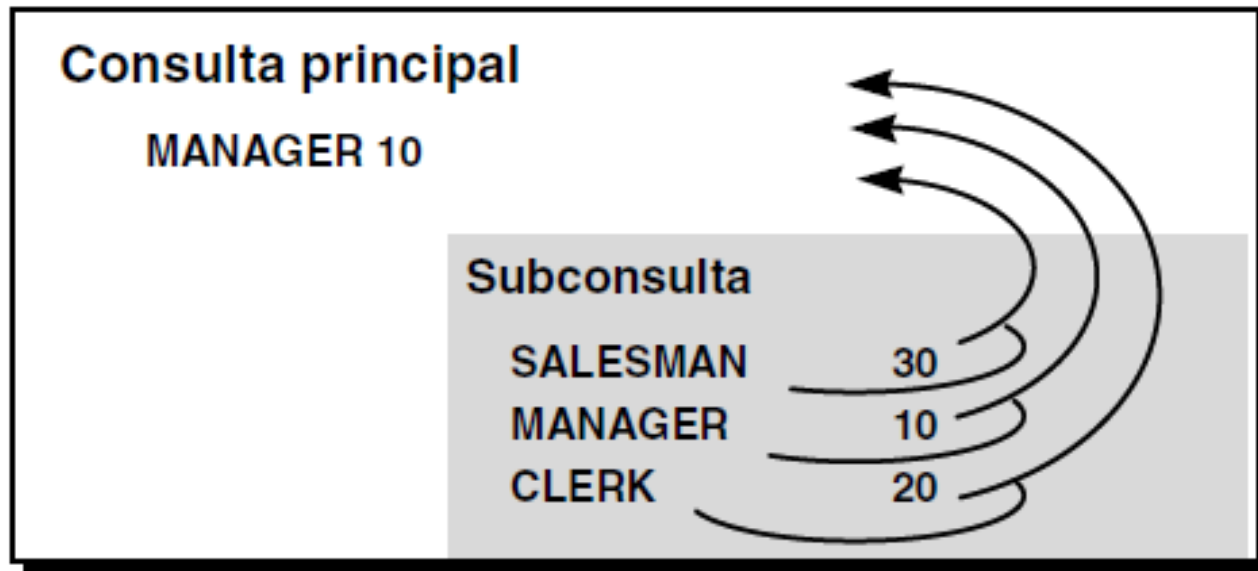 Consulta principal
MANAGER 10
Subconsulta
SALESMAN 30
MANAGER 10
CLERK 20